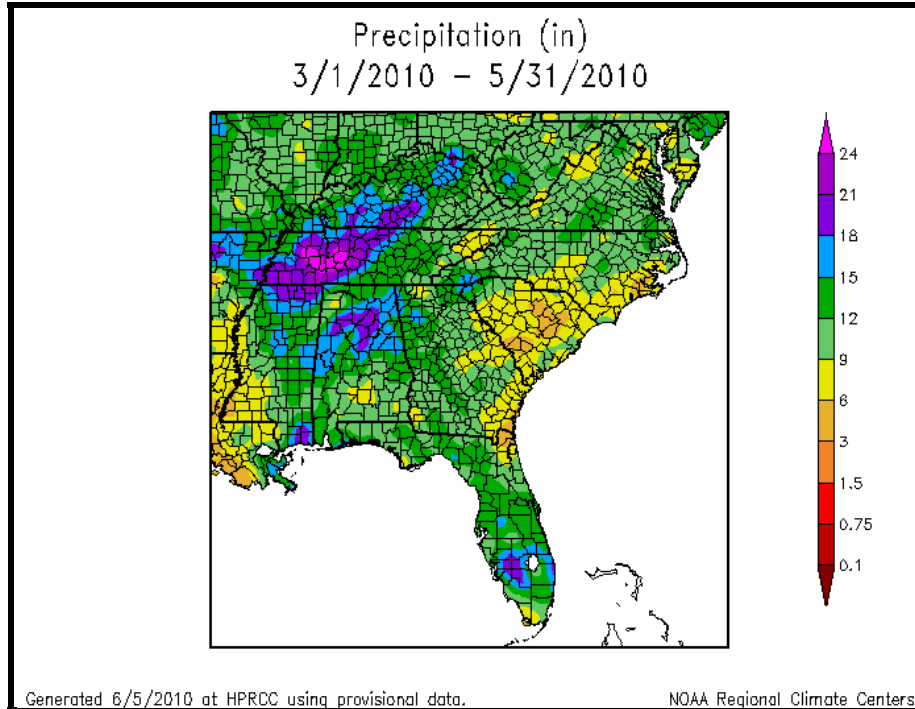 Precipitation (in)
3/1/2010 – 5/31/2010
24
21
18
15
12
9
6
3
1.5
0.75
0.1
Generated 6/5/2010 at HPRCC using provisional data.
NOAA Regional Climate Centers